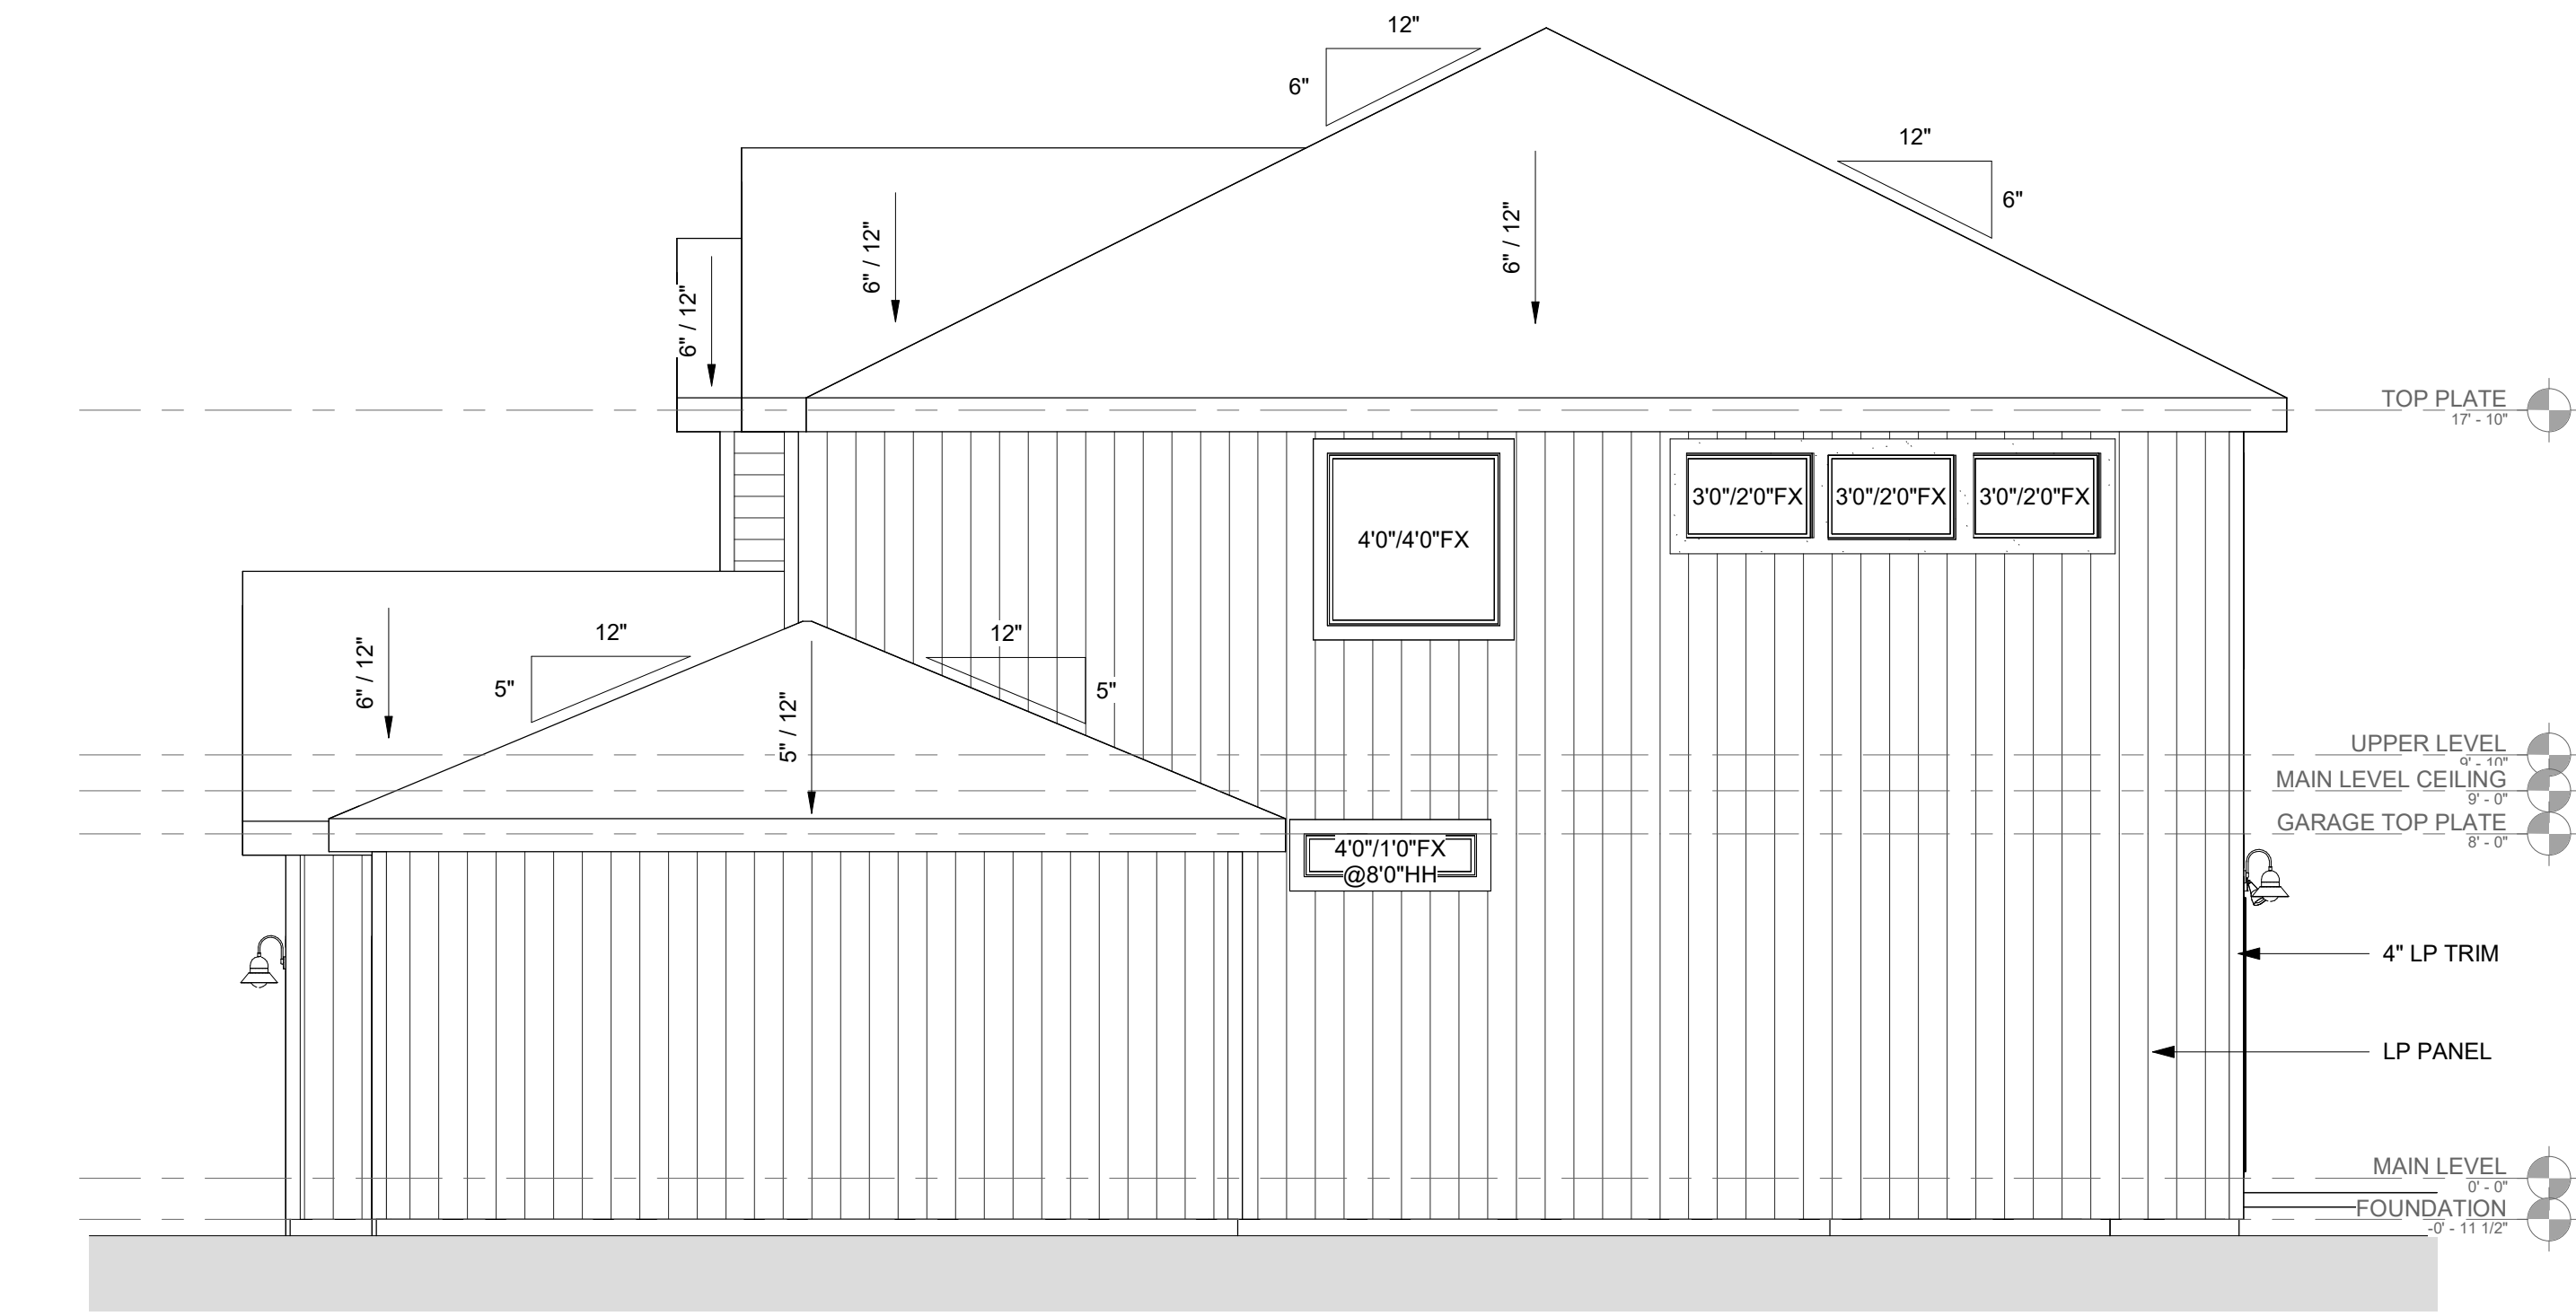 12"
6"
12"
6"
6" / 12"
6" / 12"
6" / 12"
TOP PLATE
17' - 10"
3'0"/2'0"FX
3'0"/2'0"FX
3'0"/2'0"FX
4'0"/4'0"FX
12"
5"
12"
5"
6" / 12"
5" / 12"
UPPER LEVEL
9' - 10"
MAIN LEVEL CEILING
9' - 0"
GARAGE TOP PLATE
8' - 0"
4'0"/1'0"FX
@8'0"HH
4" LP TRIM
LP PANEL
MAIN LEVEL
0' - 0"
FOUNDATION
-0' - 11 1/2"